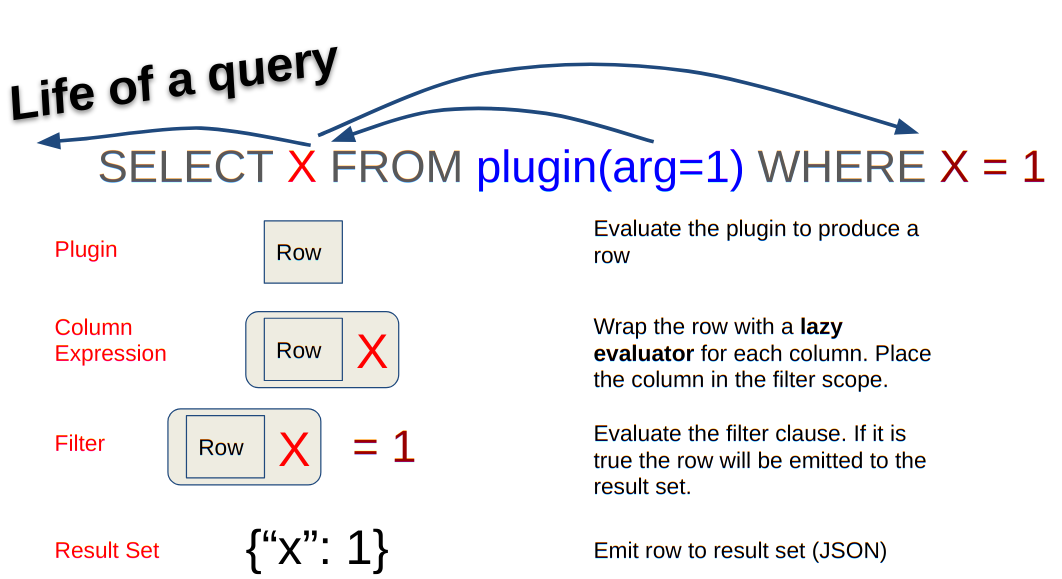 Life of a query
SELECT X FROM plugin(arg=1) WHERE X = 1
Plugin
Row
Evaluate the plugin to produce a
row
Column
Expression
Row X
Wrap the row with a lazy
evaluator for each column. Place
the column in the filter scope.
Filter
Row X = 1
Evaluate the filter clause. If it is
true the row will be emitted to the
result set.
Result Set
{“x”: 1}
Emit row to result set (JSON)